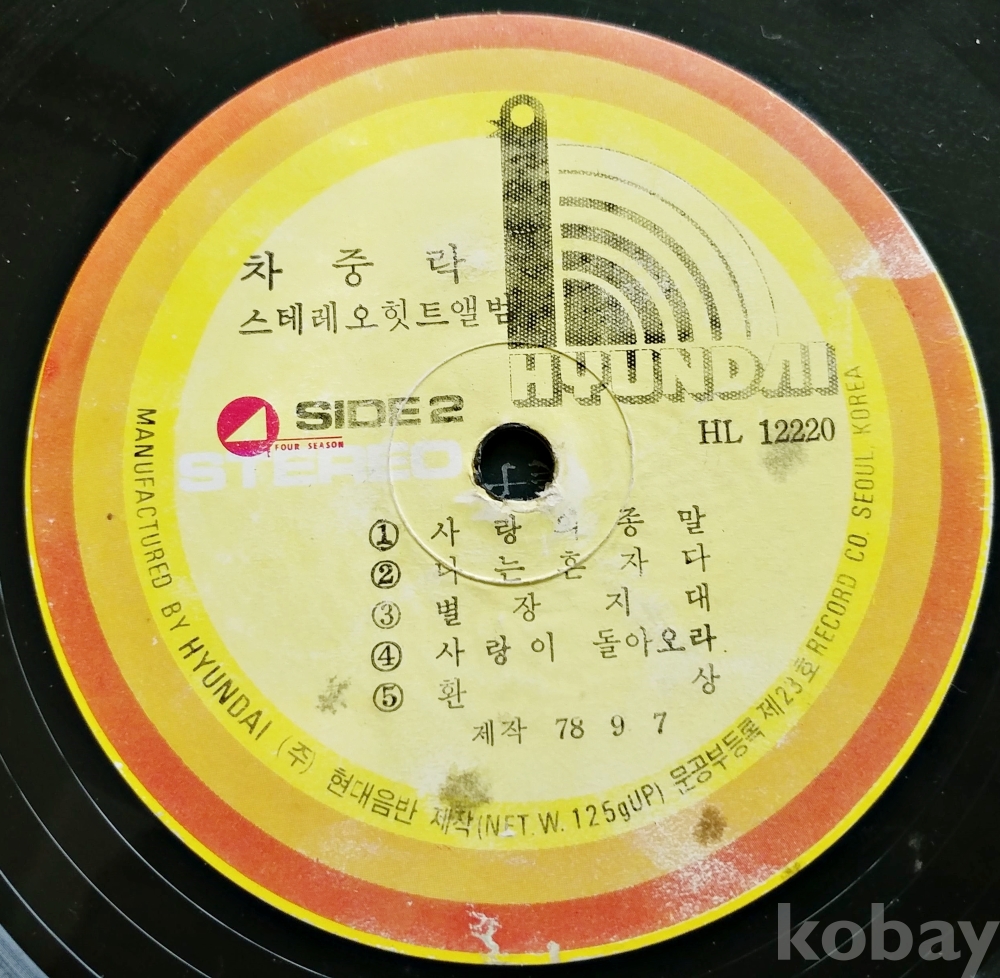 차 중 락
스테레오힛트앨범
HYUNDAI
SIDE 2
FOUR SEASON
STEREO
HL 12220
① 사 랑 의 종 말
② 는 혼 자 다
③ 별 장 지 대
④ 사 랑 이 돌아오라
⑤ 환 상
제작 78 9 7
MANUFACTURED BY HYUNDAI (주) 현대음반 제작(NET. W. 125gUP) 문공부등록 제23호 RECORD CO. SEOUL, KOREA
kobay